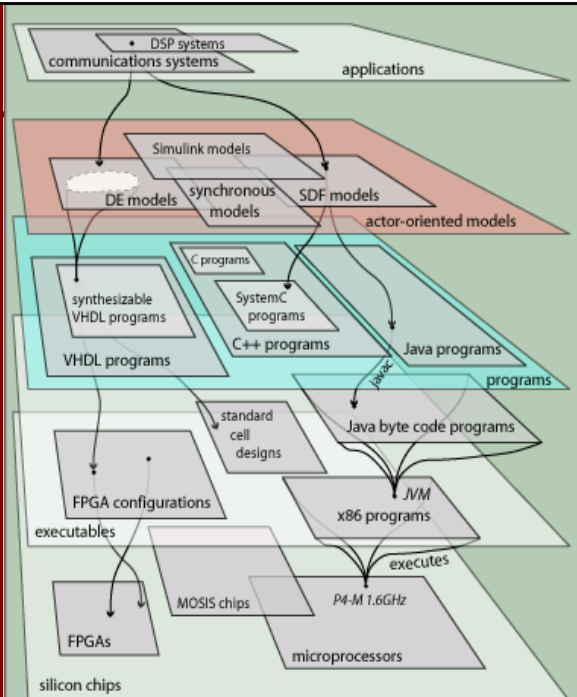 DSP systems
communications systems
applications
Simulink models
DE models
synchronous
models
SDF models
actor-oriented models
C programs
synthesizable
VHDL programs
SystemC
programs
VHDL programs
C++ programs
Java programs
programs
javac
standard
cell
designs
Java byte code programs
FPGA configurations
JVM
x86 programs
executables
executes
MOSIS chips
P4-M 1.6GHz
FPGAs
microprocessors
silicon chips